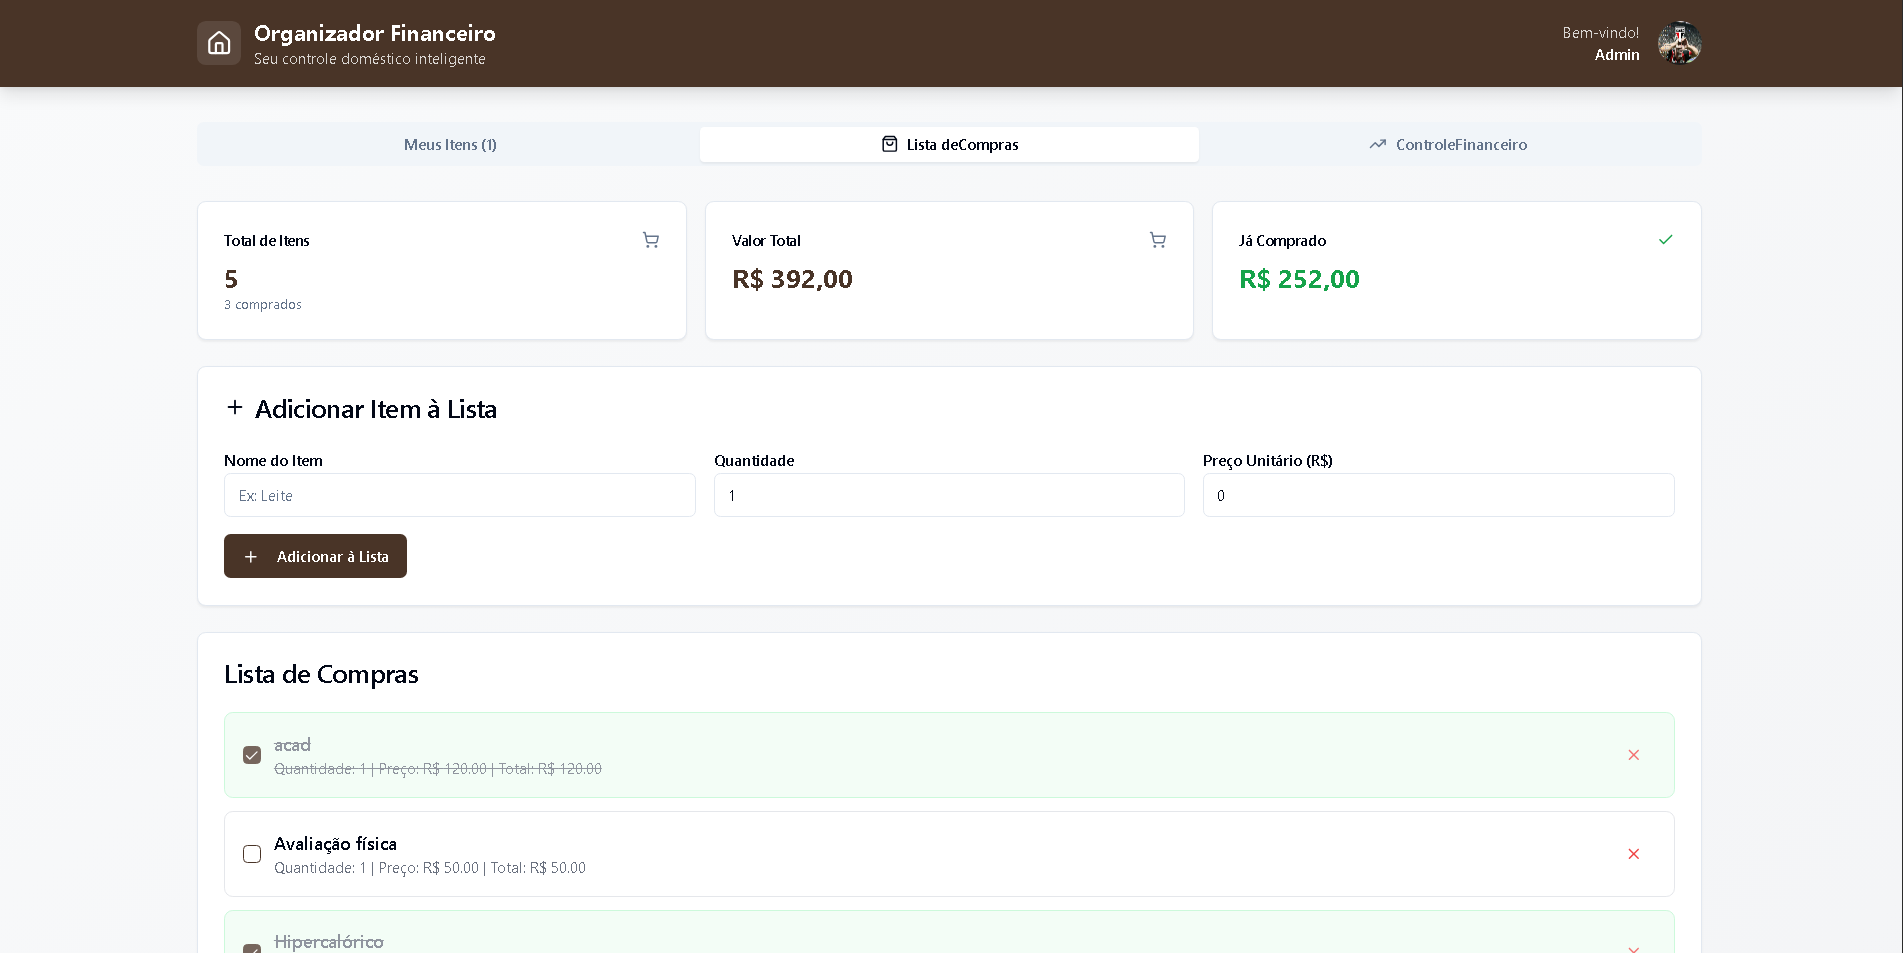 Organizador Financeiro
Seu controle doméstico inteligente
Bem-vindo!
Admin
Meus Itens (1)
Lista deCompras
ControleFinanceiro
Total de Itens
5
3 comprados
Valor Total
R$ 392,00
Já Comprado
R$ 252,00
Adicionar Item à Lista
Nome do Item
Ex: Leite
Quantidade
1
Preço Unitário (R$)
0
Adicionar à Lista
Lista de Compras
acad
Quantidade: 1 | Preço: R$ 120.00 | Total: R$ 120.00
Avaliação física
Quantidade: 1 | Preço: R$ 50.00 | Total: R$ 50.00
Hipercalórico